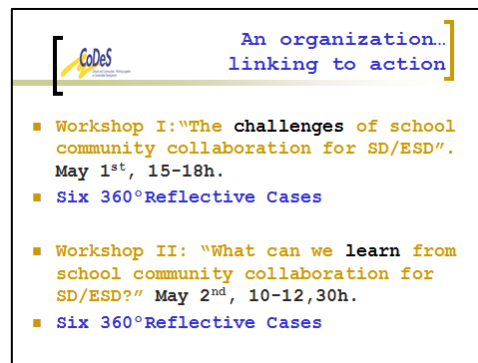 CoDeS
An organization…
linking to action
Workshop I:“The challenges of school
community collaboration for SD/ESD”.
May 1st, 15-18h.
Six 360°Reflective Cases
Workshop II: “What can we learn from
school community collaboration for
SD/ESD?” May 2nd, 10-12,30h.
Six 360°Reflective Cases